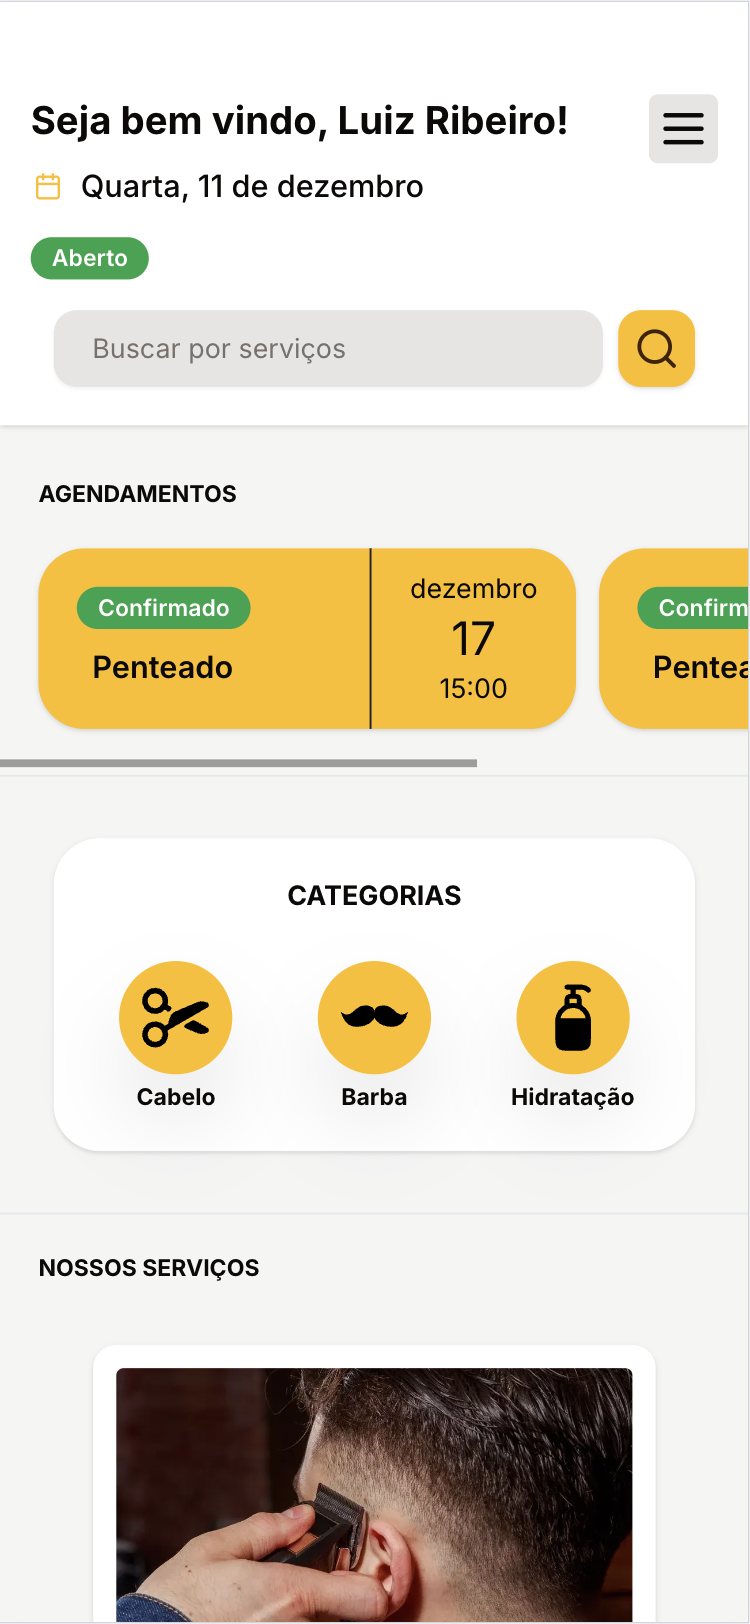 Seja bem vindo, Luiz Ribeiro!
Quarta, 11 de dezembro
Aberto
Buscar por serviços
AGENDAMENTOS
Confirmado
Penteado
dezembro
17
15:00
Confirm
Pentea
CATEGORIAS
Cabelo
Barba
Hidratação
NOSSOS SERVIÇOS